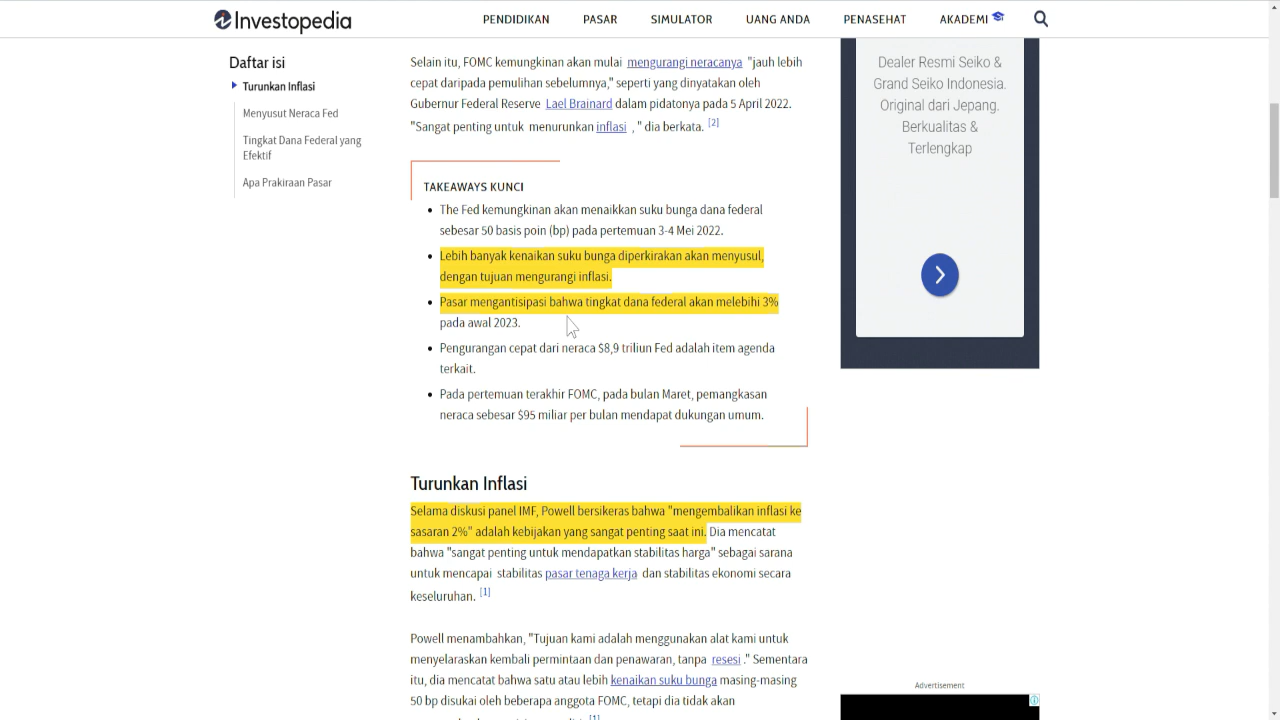 Investopedia
PENDIDIKAN PASAR SIMULATOR UANG ANDA PENASEHAT AKADEMI
Daftar isi
Turunkan Inflasi
Menyusut Neraca Fed
Tingkat Dana Federal yang
Efektif
Apa Prakiraan Pasar
Selain itu, FOMC kemungkinan akan mulai mengurangi neracanya "jauh lebih
cepat daripada pemulihan sebelumnya," seperti yang dinyatakan oleh
Gubernur Federal Reserve Lael Brainard dalam pidatonya pada 5 April 2022.
"Sangat penting untuk menurunkan inflasi , " dia berkata. [2]
TAKEAWAYS KUNCI
• The Fed kemungkinan akan menaikkan suku bunga dana federal
sebesar 50 basis poin (bp) pada pertemuan 3-4 Mei 2022.
• Lebih banyak kenaikan suku bunga diperkirakan akan menyusul,
dengan tujuan mengurangi inflasi.
• Pasar mengantisipasi bahwa tingkat dana federal akan melebihi 3%
pada awal 2023.
• Pengurangan cepat dari neraca $8,9 triliun Fed adalah item agenda
terkait.
• Pada pertemuan terakhir FOMC, pada bulan Maret, pemangkasan
neraca sebesar $95 miliar per bulan mendapat dukungan umum.
Turunkan Inflasi
Selama diskusi panel IMF, Powell bersikeras bahwa "mengembalikan inflasi ke
sasaran 2%" adalah kebijakan yang sangat penting saat ini. Dia mencatat
bahwa "sangat penting untuk mendapatkan stabilitas harga" sebagai sarana
untuk mencapai stabilitas pasar tenaga kerja dan stabilitas ekonomi secara
keseluruhan. [1]
Powell menambahkan, "Tujuan kami adalah menggunakan alat kami untuk
menyelaraskan kembali permintaan dan penawaran, tanpa resesi ." Sementara
itu, dia mencatat bahwa satu atau lebih kenaikan suku bunga masing-masing
50 bp disukai oleh beberapa anggota FOMC, tetapi dia tidak akan
[1]
Dealer Resmi Seiko &
Grand Seiko Indonesia.
Original dari Jepang.
Berkualitas &
Terlengkap
Advertisement